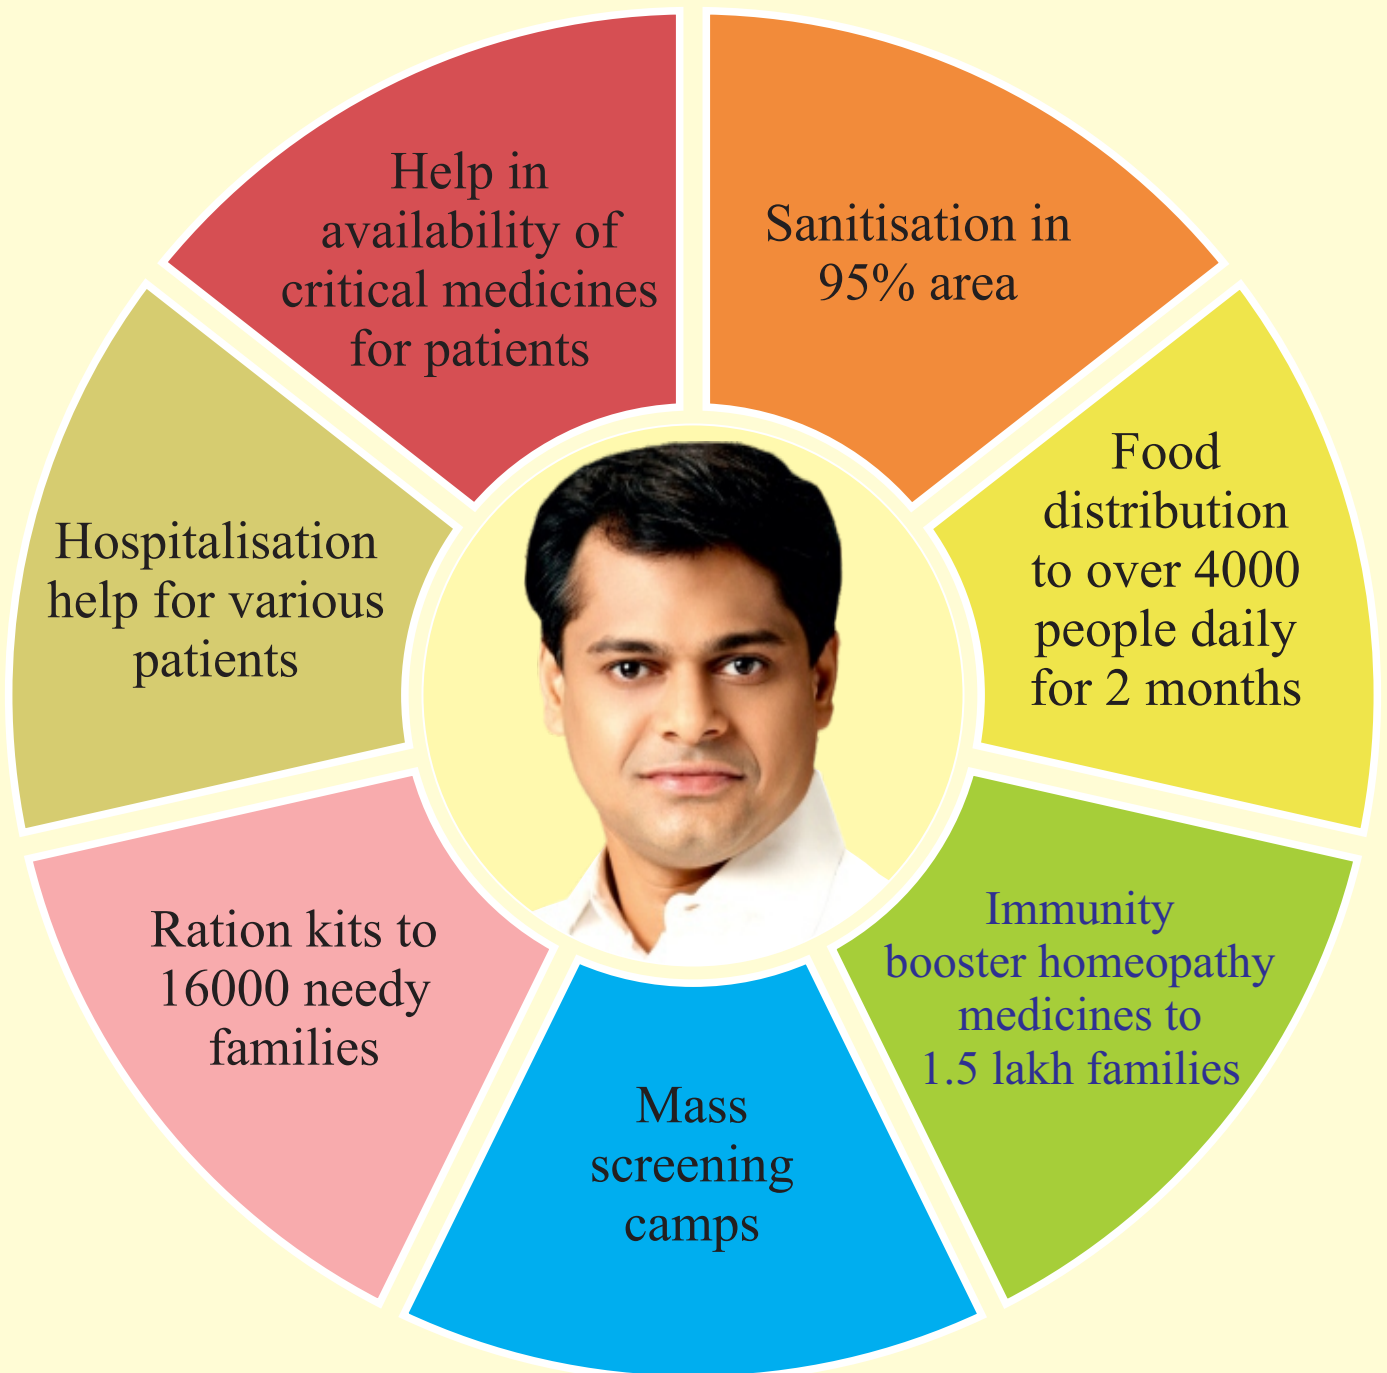 Help in
availability of
critical medicines
for patients
Sanitisation in
95% area
Food
distribution
to over 4000
people daily
for 2 months
Immunity
booster homeopathy
medicines to
1.5 lakh families
Mass
screening
camps
Ration kits to
16000 needy
families
Hospitalisation
help for various
patients